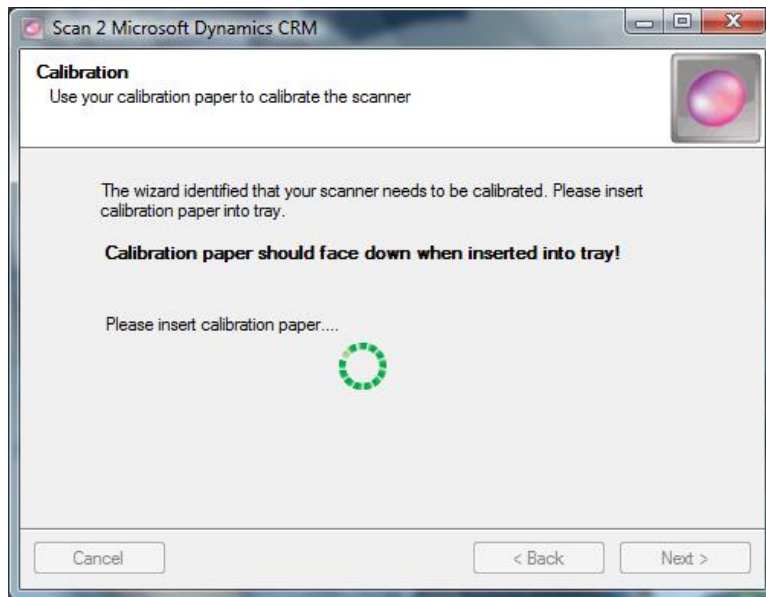 Scan 2 Microsoft Dynamics CRM
Calibration
Use your calibration paper to calibrate the scanner
The wizard identified that your scanner needs to be calibrated. Please insert
calibration paper into tray.
Calibration paper should face down when inserted into tray!
Please insert calibration paper....
Cancel
< Back
Next >